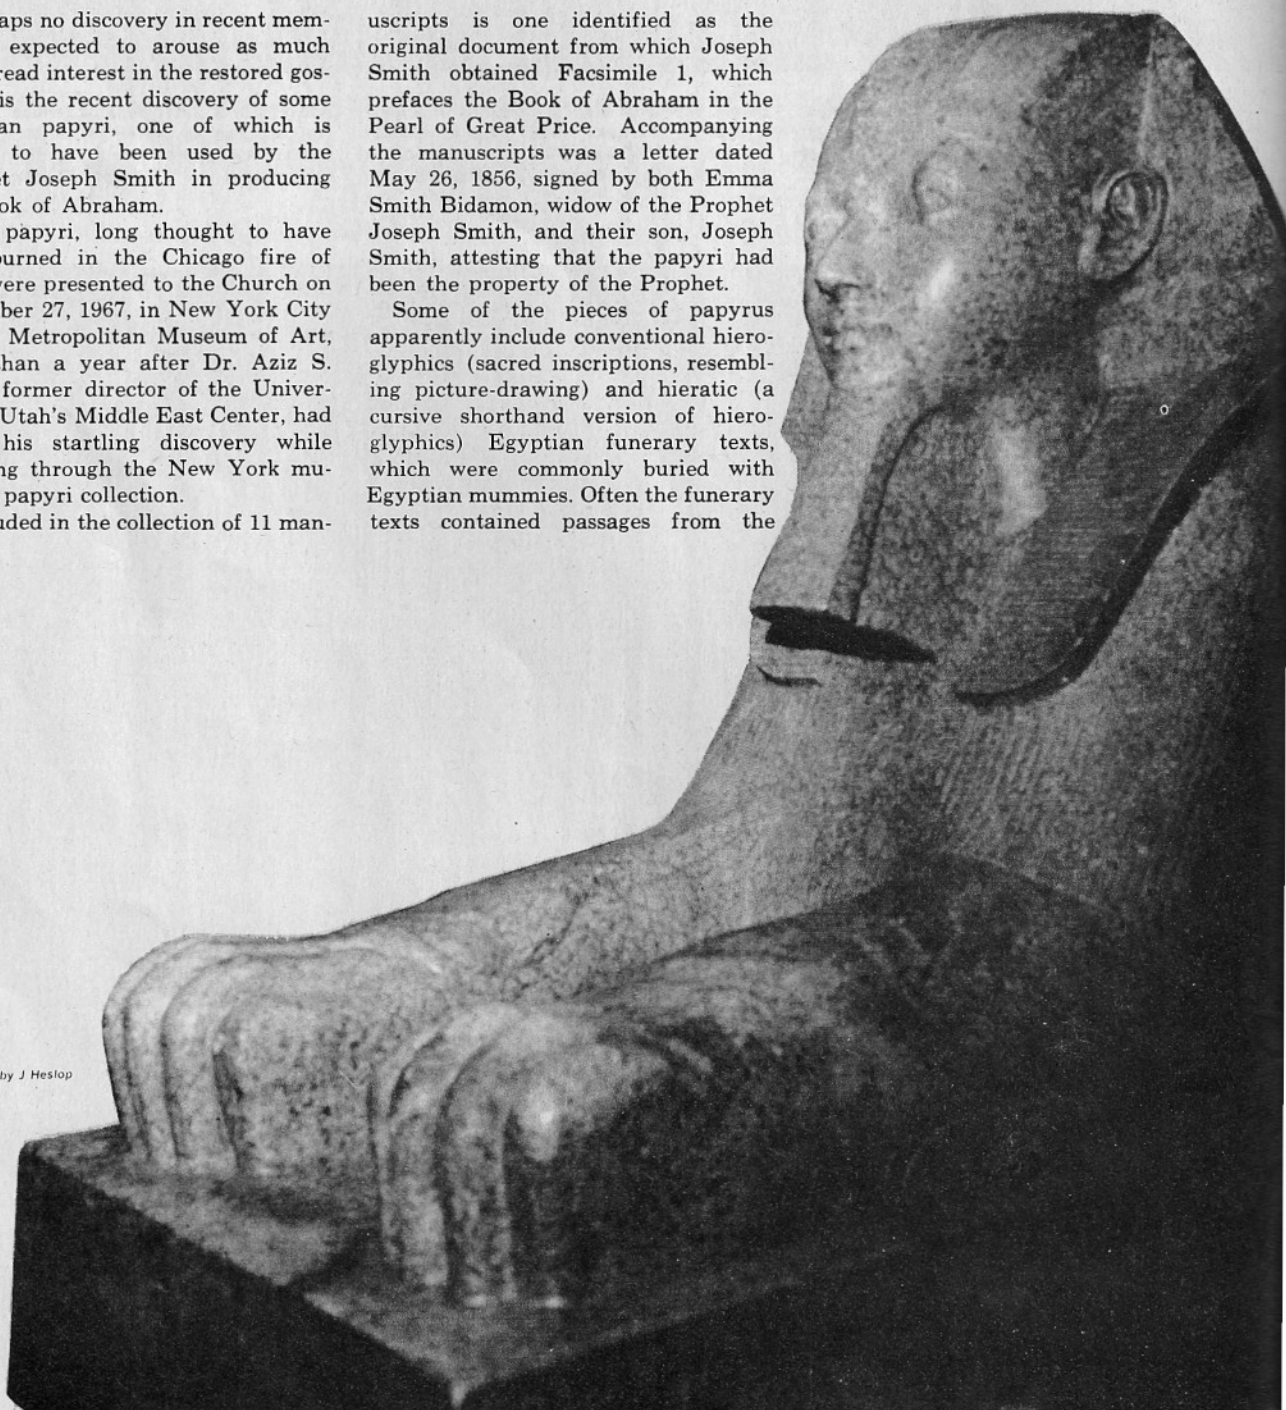 aps no discovery in recent mem-
expected to arouse as much
read interest in the restored gos-
is the recent discovery of some
an papyri, one of which is
to have been used by the
t Joseph Smith in producing
ok of Abraham.
papyri, long thought to have
urned in the Chicago fire of
were presented to the Church on
ber 27, 1967, in New York City
Metropolitan Museum of Art,
than a year after Dr. Aziz S.
former director of the Univer-
Utah's Middle East Center, had
his startling discovery while
ng through the New York mu-
papyri collection.
uded in the collection of 11 man-
uscripts is one identified as the
original document from which Joseph
Smith obtained Facsimile 1, which
prefaces the Book of Abraham in the
Pearl of Great Price. Accompanying
the manuscripts was a letter dated
May 26, 1856, signed by both Emma
Smith Bidamon, widow of the Prophet
Joseph Smith, and their son, Joseph
Smith, attesting that the papyri had
been the property of the Prophet.
Some of the pieces of papyrus
apparently include conventional hiero-
glyphics (sacred inscriptions, resembl-
ing picture-drawing) and hieratic (a
cursive shorthand version of hiero-
glyphics) Egyptian funerary texts,
which were commonly buried with
Egyptian mummies. Often the funerary
texts contained passages from the
by J Heslop